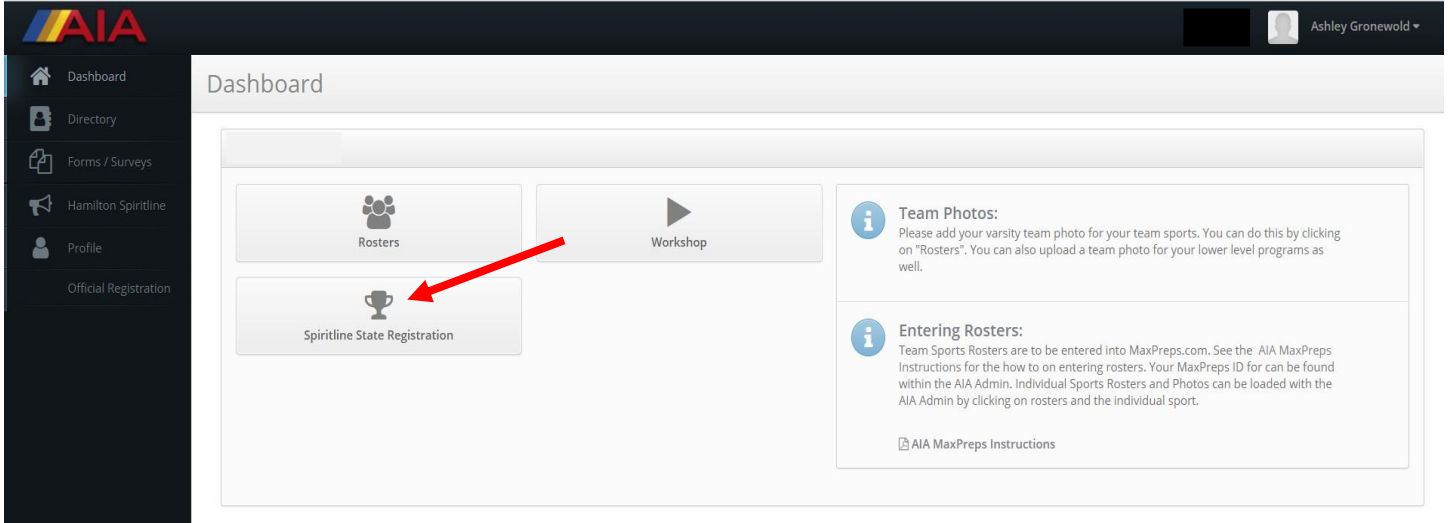 AIA
Ashley Gronewold
Dashboard
Directory
Forms / Surveys
Hamilton Spiritline
Profile
Official Registration
Dashboard
Rosters
Workshop
Spiritline State Registration
Team Photos:
Please add your varsity team photo for your team sports. You can do this by clicking
on "Rosters". You can also upload a team photo for your lower level programs as
well.
Entering Rosters:
Team Sports Rosters are to be entered into MaxPreps.com. See the AIA MaxPreps
Instructions for the how to on entering rosters. Your MaxPreps ID for can be found
within the AIA Admin. Individual Sports Rosters and Photos can be loaded with the
AIA Admin by clicking on rosters and the individual sport.
AIA MaxPreps Instructions